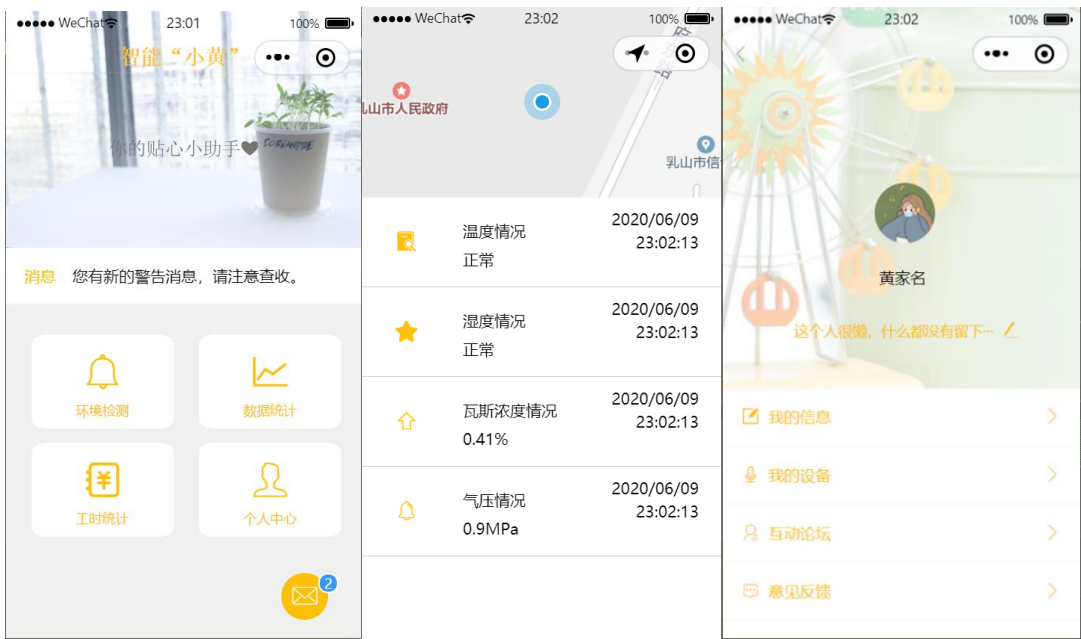 WeChat 23:01 100%
智能“小黄”
你的贴心小助手
消息 您有新的警告消息，请注意查收。
环境检测
数据统计
工时统计
个人中心
2
WeChat 23:02 100%
乳山市人民政府
府
路
乳山市信
温度情况
正常
2020/06/09
23:02:13
湿度情况
正常
2020/06/09
23:02:13
瓦斯浓度情况
0.41%
2020/06/09
23:02:13
气压情况
0.9MPa
2020/06/09
23:02:13
WeChat 23:02 100%
黄家名
这个人很懒，什么都没有留下…
我的信息
我的设备
互动论坛
意见反馈